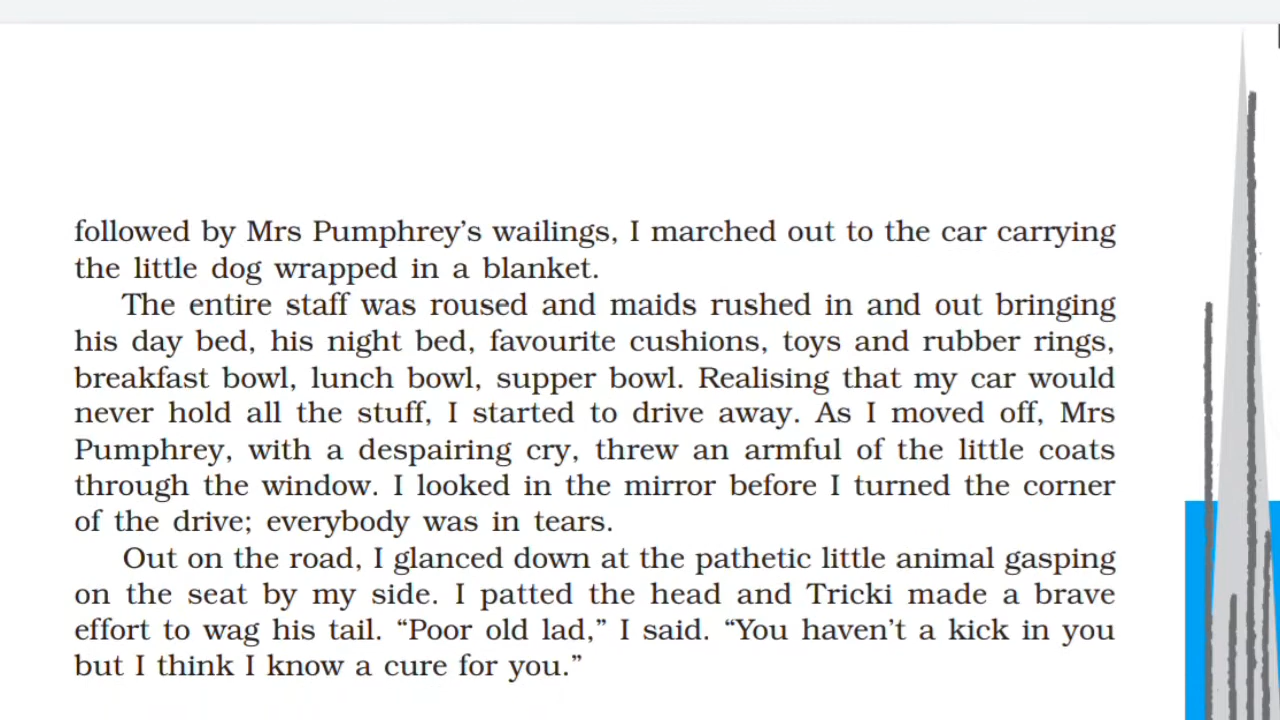 followed by Mrs Pumphrey’s wailings, I marched out to the car carrying
the little dog wrapped in a blanket.
The entire staff was roused and maids rushed in and out bringing
his day bed, his night bed, favourite cushions, toys and rubber rings,
breakfast bowl, lunch bowl, supper bowl. Realising that my car would
never hold all the stuff, I started to drive away. As I moved off, Mrs
Pumphrey, with a despairing cry, threw an armful of the little coats
through the window. I looked in the mirror before I turned the corner
of the drive; everybody was in tears.
Out on the road, I glanced down at the pathetic little animal gasping
on the seat by my side. I patted the head and Tricki made a brave
effort to wag his tail. “Poor old lad,” I said. “You haven’t a kick in you
but I think I know a cure for you.”